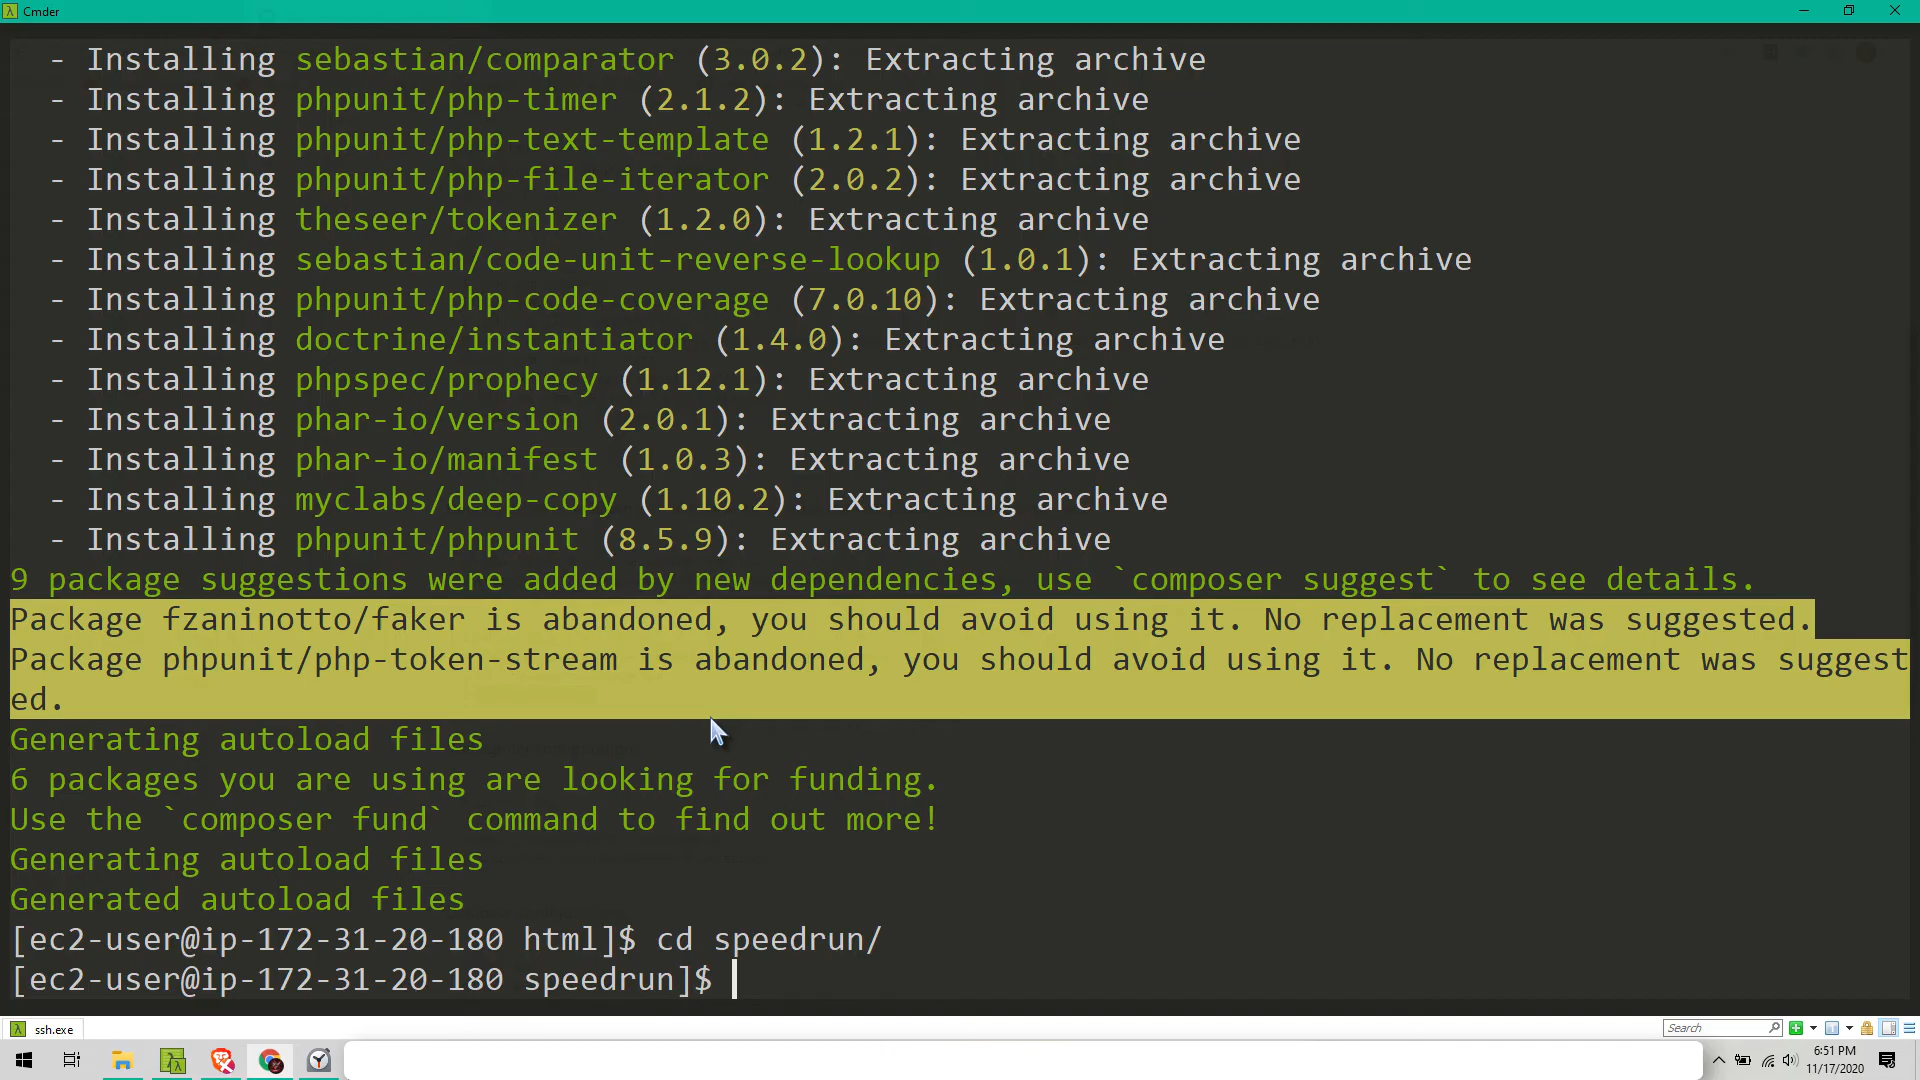 Cmder
- Installing sebastian/comparator (3.0.2): Extracting archive
- Installing phpunit/php-timer (2.1.2): Extracting archive
- Installing phpunit/php-text-template (1.2.1): Extracting archive
- Installing phpunit/php-file-iterator (2.0.2): Extracting archive
- Installing theseer/tokenizer (1.2.0): Extracting archive
- Installing sebastian/code-unit-reverse-lookup (1.0.1): Extracting archive
- Installing phpunit/php-code-coverage (7.0.10): Extracting archive
- Installing doctrine/instantiator (1.4.0): Extracting archive
- Installing phpspec/prophecy (1.12.1): Extracting archive
- Installing phar-io/version (2.0.1): Extracting archive
- Installing phar-io/manifest (1.0.3): Extracting archive
- Installing myclabs/deep-copy (1.10.2): Extracting archive
- Installing phpunit/phpunit (8.5.9): Extracting archive
9 package suggestions were added by new dependencies, use `composer suggest` to see details.
Package fzaninotto/faker is abandoned, you should avoid using it. No replacement was suggested.
Package phpunit/php-token-stream is abandoned, you should avoid using it. No replacement was suggest
ed.
Generating autoload files
6 packages you are using are looking for funding.
Use the `composer fund` command to find out more!
Generating autoload files
Generated autoload files
[ec2-user@ip-172-31-20-180 html]$ cd speedrun/
[ec2-user@ip-172-31-20-180 speedrun]$
ssh.exe
Search
6:51 PM
11/17/2020